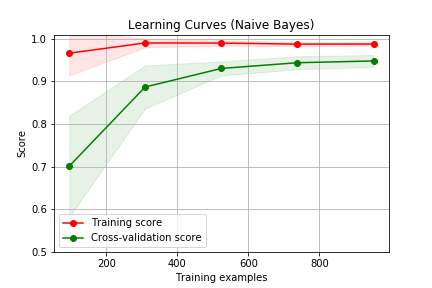 Learning Curves (Naive Bayes)
1.0
0.9
0.8
0.7
0.6
0.5
Score
Training score
Cross-validation score
200
400
600
800
Training examples